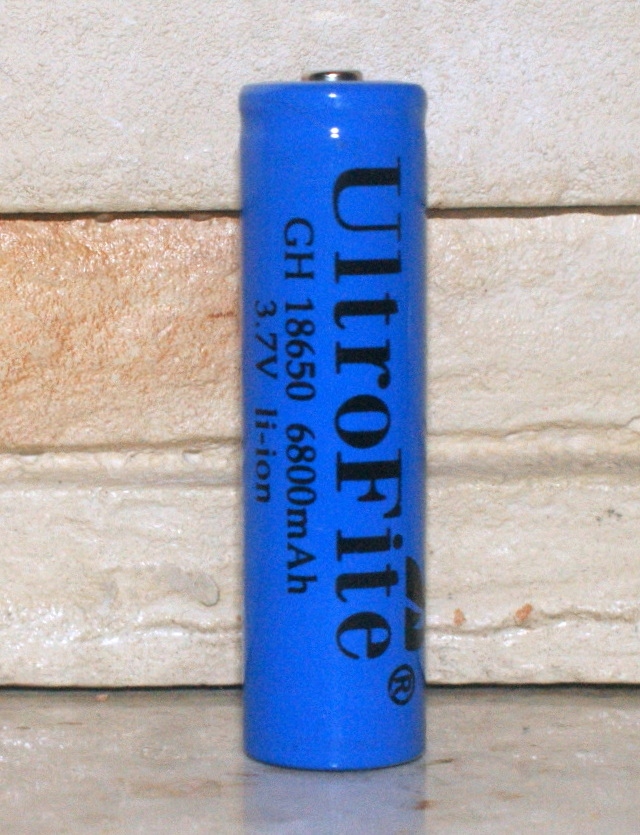 UltroFite®
GH 18650 6800mAh
3.7V li-ion